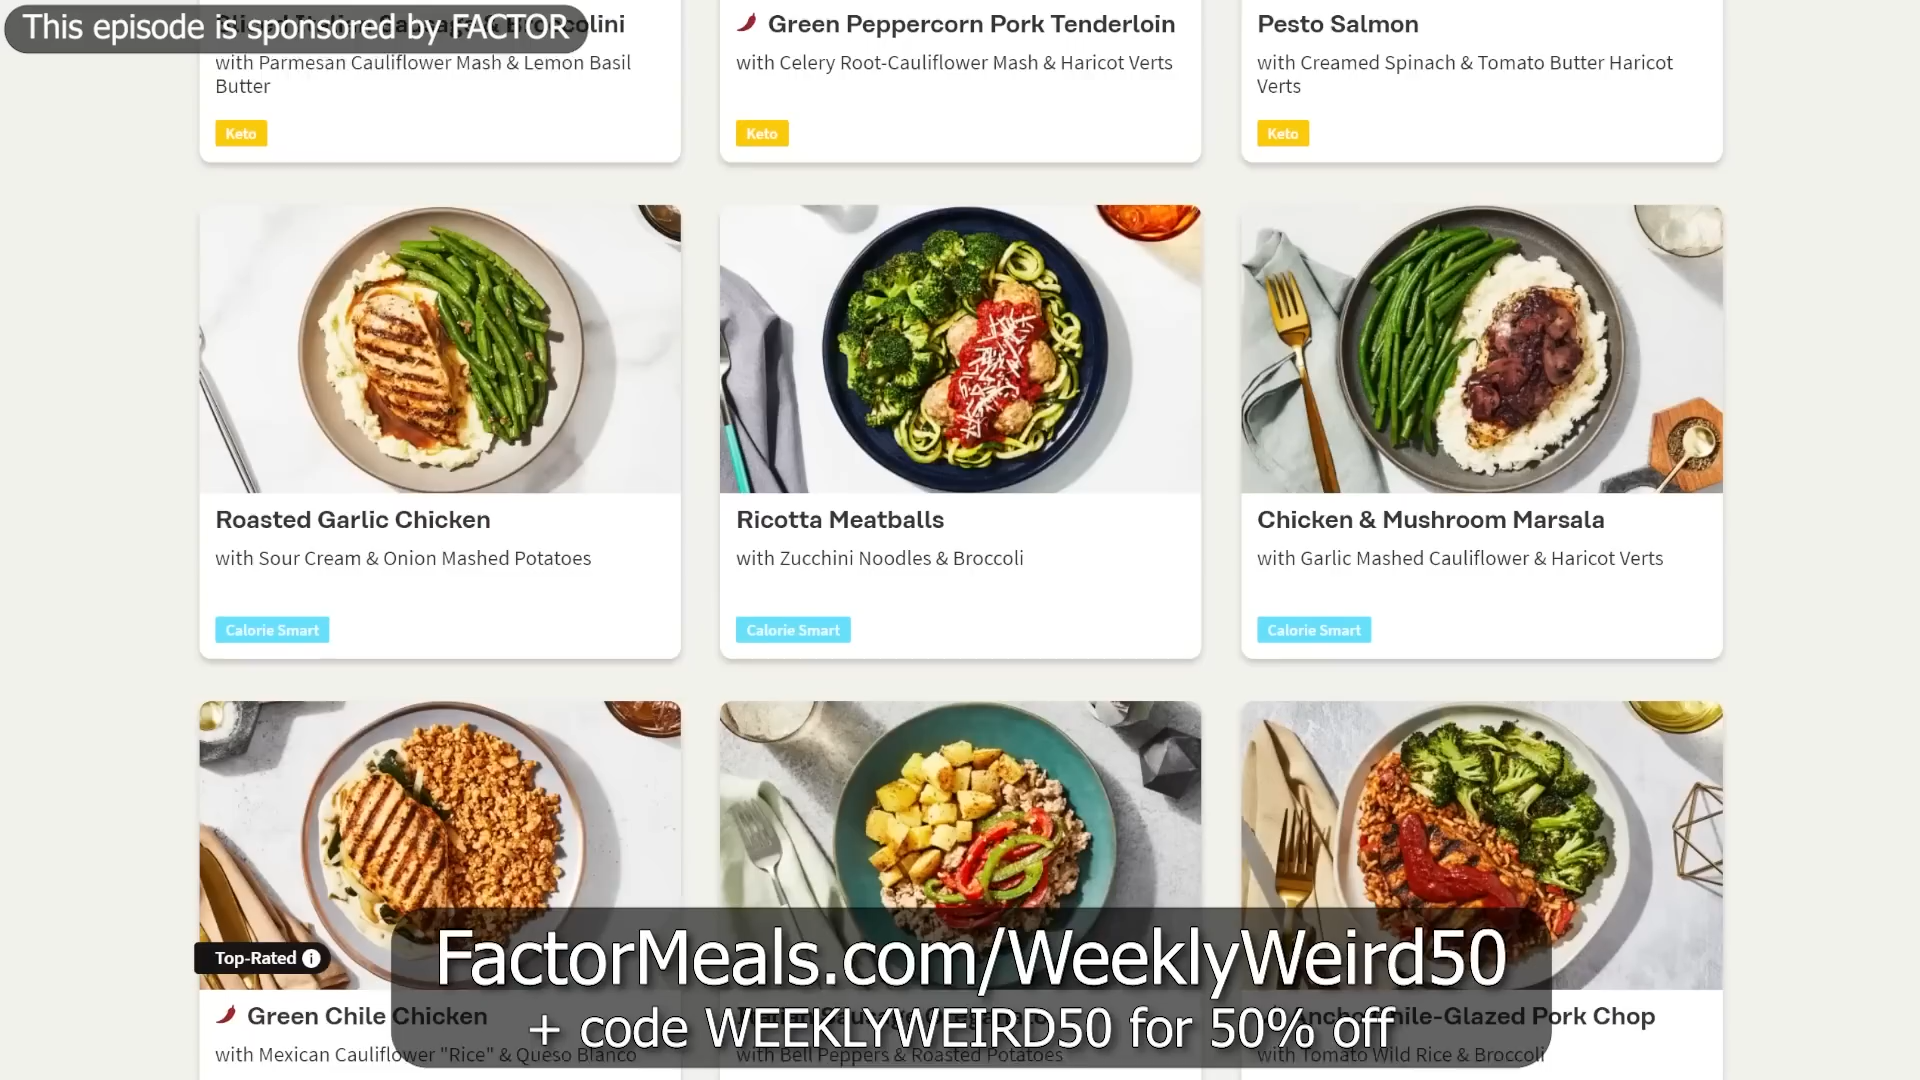 This episode is sponsored by FACTOR
Green Peppercorn Pork Tenderloin
Pesto Salmon
with Parmesan Cauliflower Mash & Lemon Basil
Butter
with Celery Root-Cauliflower Mash & Haricot Verts
with Creamed Spinach & Tomato Butter Haricot
Verts
Keto
Keto
Keto
Roasted Garlic Chicken
Ricotta Meatballs
Chicken & Mushroom Marsala
with Sour Cream & Onion Mashed Potatoes
with Zucchini Noodles & Broccoli
with Garlic Mashed Cauliflower & Haricot Verts
Calorie Smart
Calorie Smart
Calorie Smart
Top-Rated
FactorMeals.com/WeeklyWeird50
+ code WEEKLYWEIRD50 for 50% off
Green Chile Chicken
Pork Chop
with Mexican Cauliflower "Rice" & Queso Blanco
with Bell Peppers & Roasted Potatoes
with Tomato Wild Rice & Broccoli